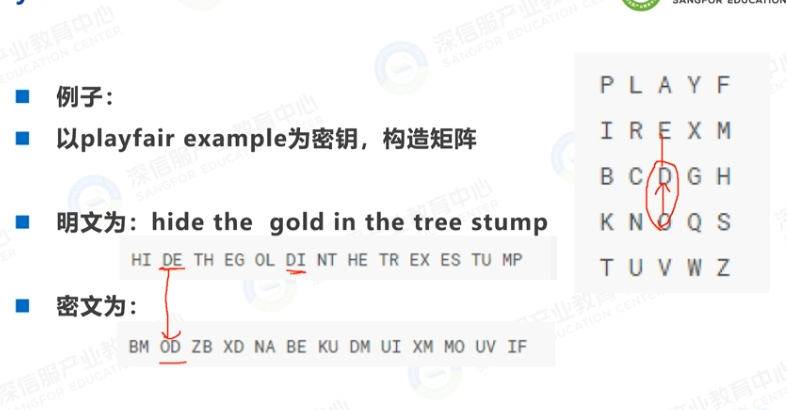 SANGFOR EDUCATION
例子：
以playfair example为密钥，构造矩阵
明文为：hide the gold in the tree stump
HI DE TH EG OL DI NT HE TR EX ES TU MP
密文为：
BM OD ZB XD NA BE KU DM UI XM MO UV IF
P L A Y F
I R E X M
B C D G H
K N O Q S
T U V W Z
深信服产业教育中心
SANGFOR EDUCATION CENTER